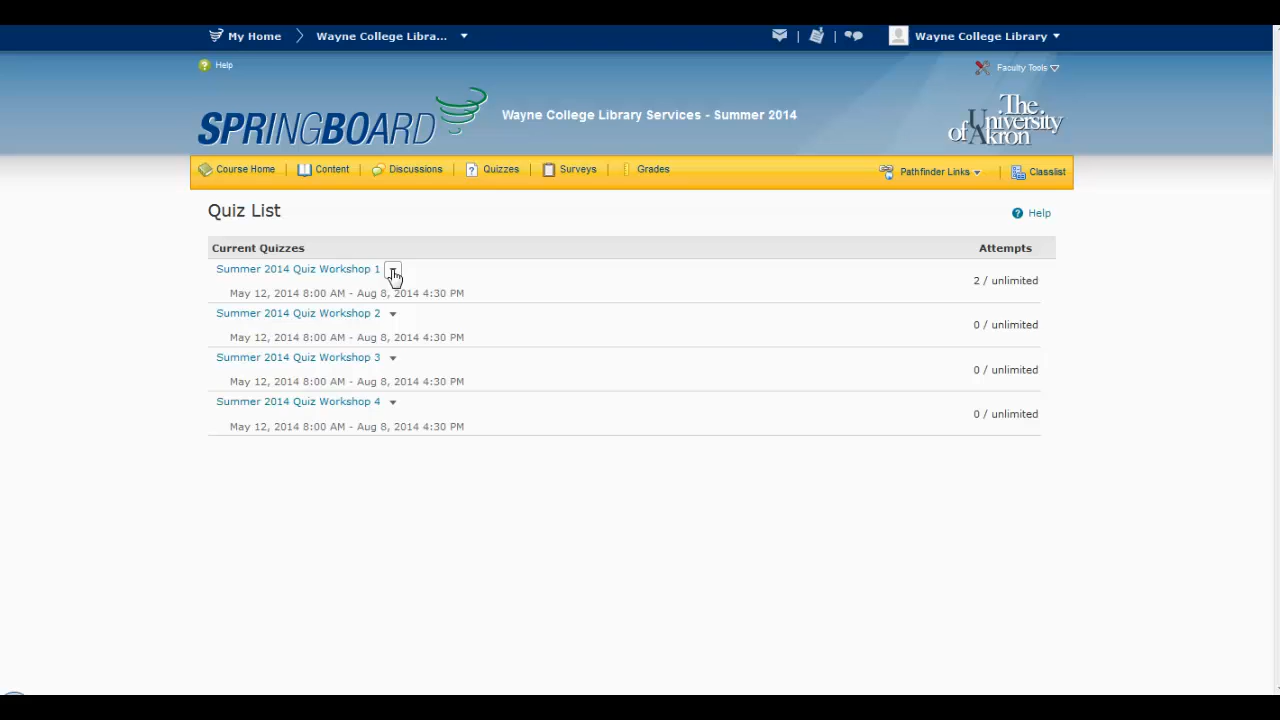 My Home Wayne College Libra... | | Wayne College Library
Help Faculty Tools
SPRINGBOARD Wayne College Library Services - Summer 2014 The University of Akron
Course Home | Content | Discussions | Quizzes | Surveys | Grades Pathfinder Links | Classlist
Quiz List Help
Current Quizzes Attempts
Summer 2014 Quiz Workshop 1
2 / unlimited
May 12, 2014 8:00 AM - Aug 8, 2014 4:30 PM
Summer 2014 Quiz Workshop 2
0 / unlimited
May 12, 2014 8:00 AM - Aug 8, 2014 4:30 PM
Summer 2014 Quiz Workshop 3
0 / unlimited
May 12, 2014 8:00 AM - Aug 8, 2014 4:30 PM
Summer 2014 Quiz Workshop 4
0 / unlimited
May 12, 2014 8:00 AM - Aug 8, 2014 4:30 PM